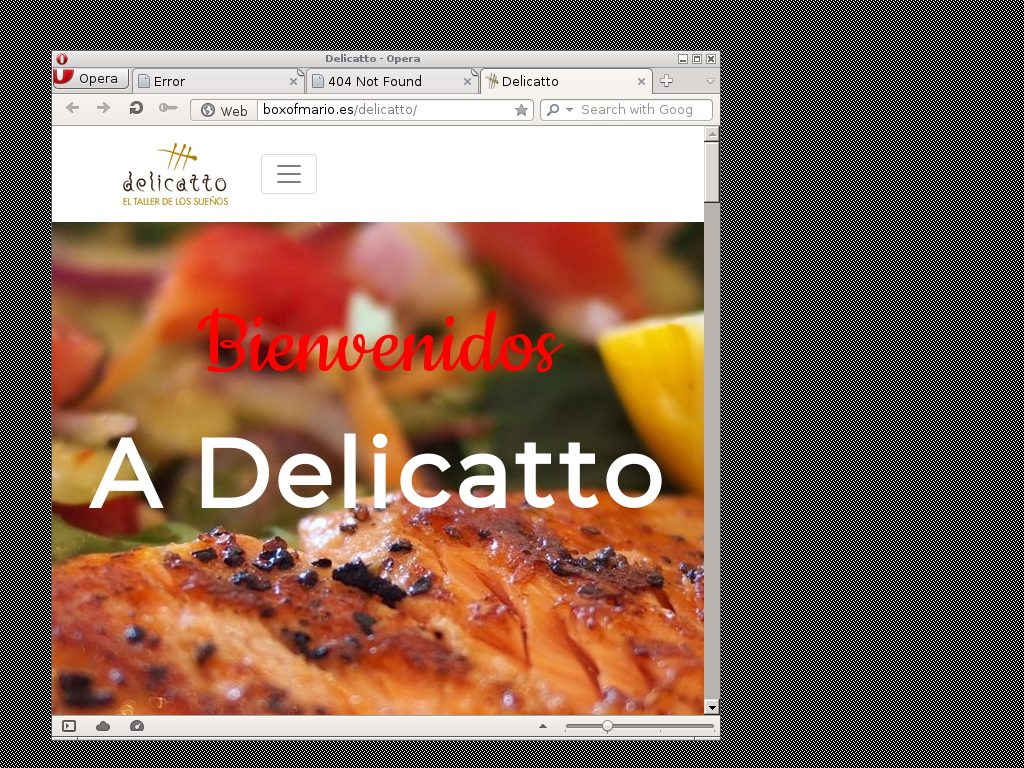 Delicatto - Opera
Opera
Error
404 Not Found
Delicatto
Web
boxofmario.es/delicatto/
Search with Goog
delicatto
EL TALLER DE LOS SUEÑOS
Bienvenidos
A Delicatto